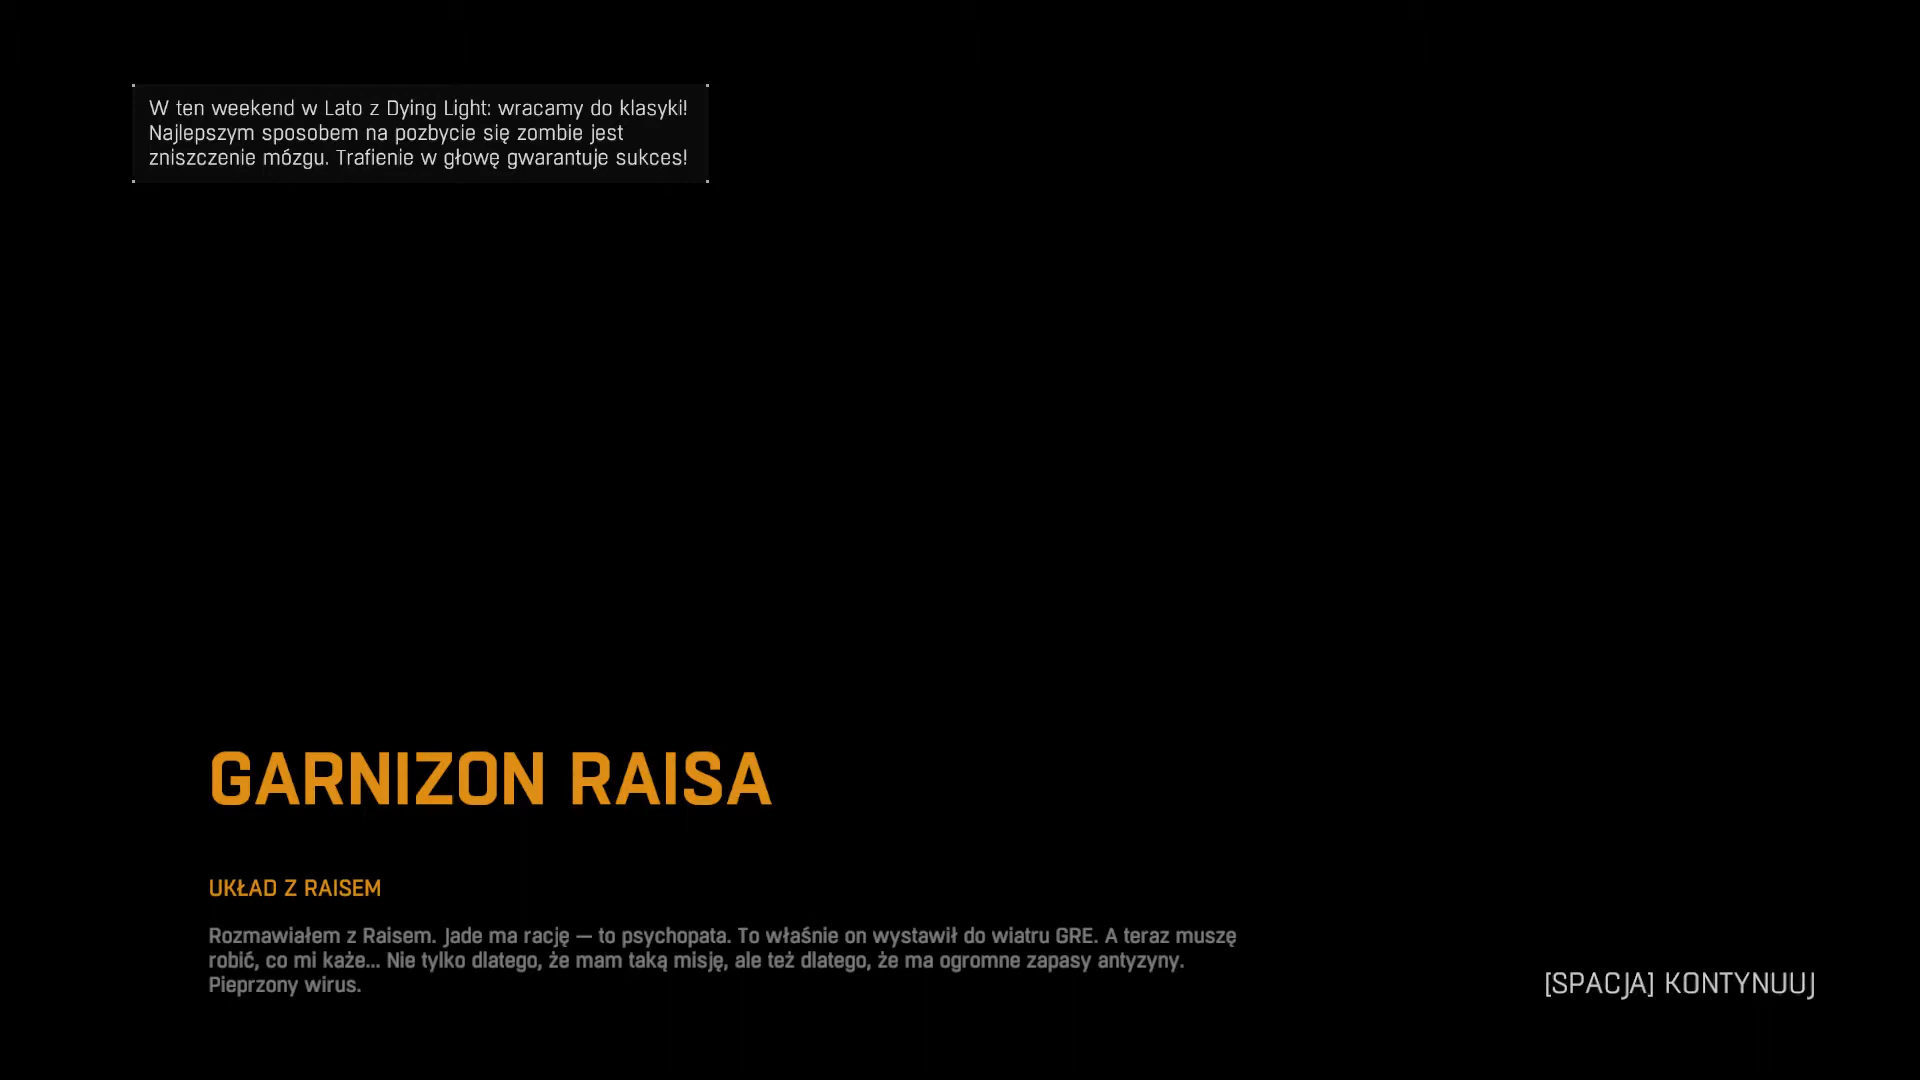 W ten weekend w Lato z Dying Light: wracamy do klasyki!
Najlepszym sposobem na pozbycie się zombie jest
zniszczenie mózgu. Trafienie w głowę gwarantuje sukces!
GARNIZON RAISA
UKŁAD Z RAISEM
Rozmawiałem z Raisem. Jade ma rację — to psychopata. To właśnie on wystawił do wiatru GRE. A teraz muszę
robić, co mi każe... Nie tylko dlatego, że mam taką misję, ale też dlatego, że ma ogromne zapasy antyzyny.
Pieprzony wirus.
[SPACJA] KONTYNUUJ